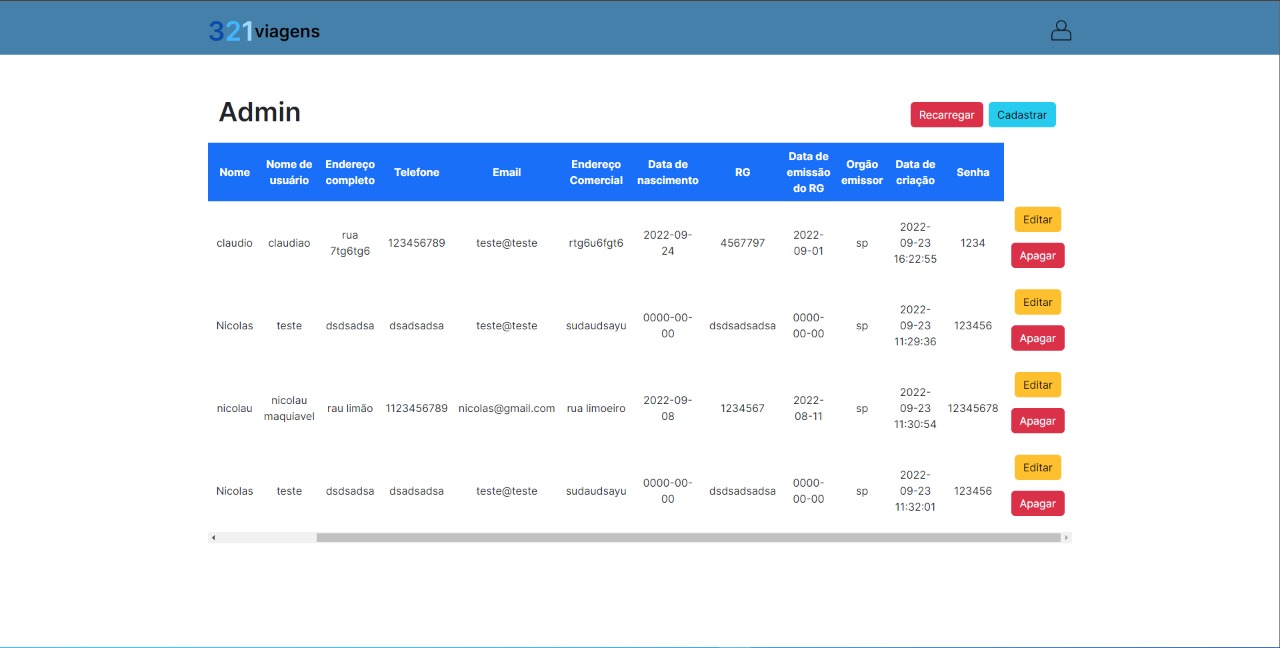 321viagens
Admin
Recarregar Cadastrar
Nome Nome de usuário Endereço completo Telefone Email Endereço Comercial Data de nascimento RG Data de emissão do RG Orgão emissor Data de criação Senha
claudio claudiao rua 7tg6tg6 123456789 teste@teste rtg6u6fgt6 2022-09-24 4567797 2022-09-01 sp 2022-09-23 16:22:55 1234 Editar Apagar
Nicolas teste dsdsadsa dsadsadsa teste@teste sudaudsayu 0000-00-00 dsdsadsadsa 0000-00-00 sp 2022-09-23 11:29:36 123456 Editar Apagar
nicolau nicolau maquiavel rau limão 1123456789 nicolas@gmail.com rua limoeiro 2022-09-08 1234567 2022-08-11 sp 2022-09-23 11:30:54 12345678 Editar Apagar
Nicolas teste dsdsadsa dsadsadsa teste@teste sudaudsayu 0000-00-00 dsdsadsadsa 0000-00-00 sp 2022-09-23 11:32:01 123456 Editar Apagar